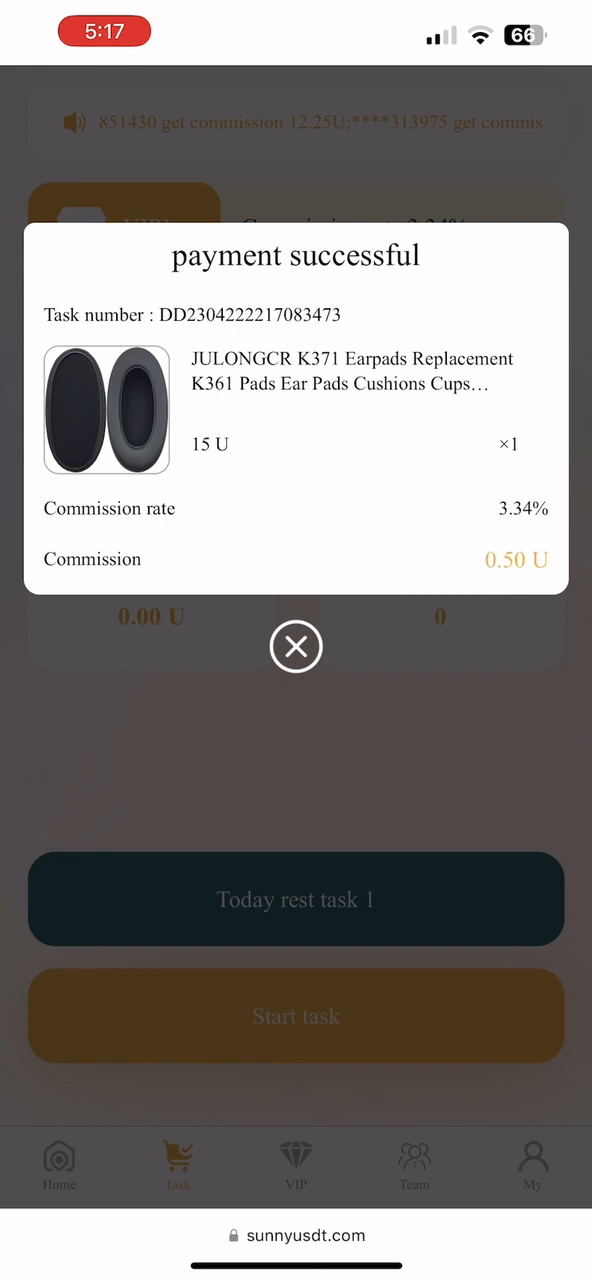 5:17
66
851430 get commission 12.25U;****313975 get commis
payment successful
Task number : DD2304222217083473
JULONGCR K371 Earpads Replacement
K361 Pads Ear Pads Cushions Cups...
15 U ×1
Commission rate 3.34%
Commission 0.50 U
0.00 U 0
Today rest task 1
Start task
Home Task VIP Team My
sunnyusdt.com